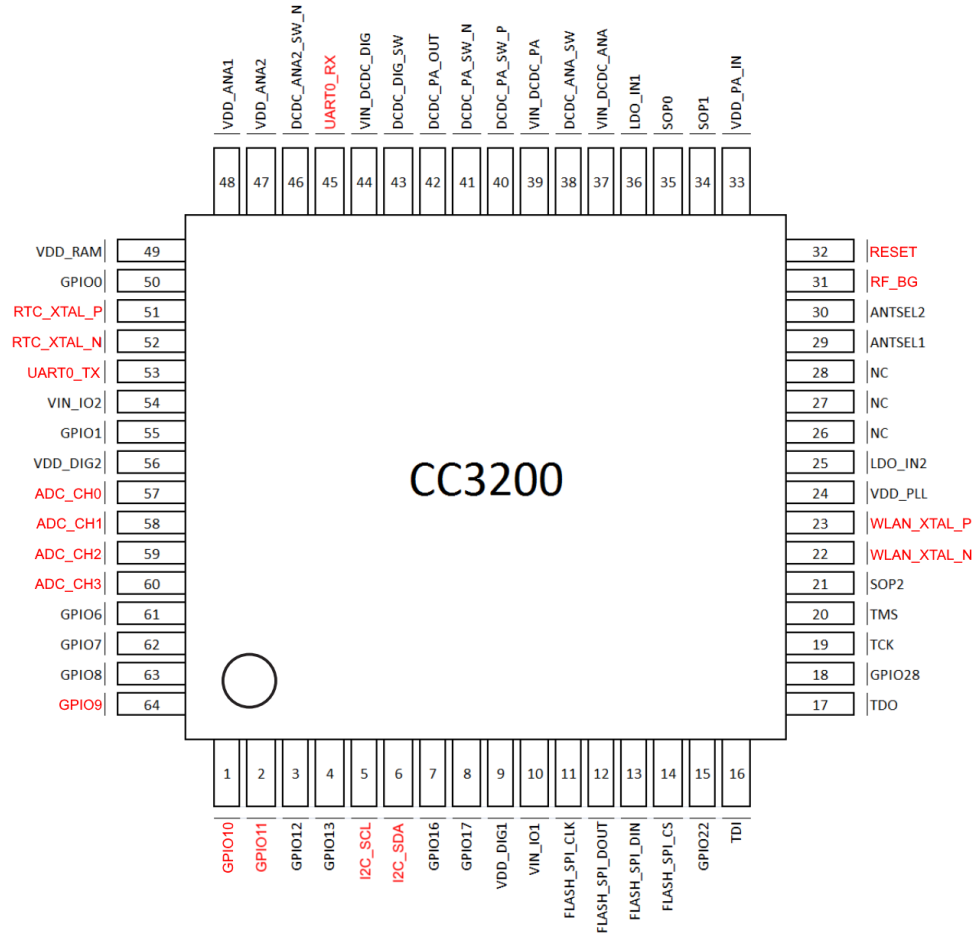 VDD_ANA1
VDD_ANA2
DCDC_ANA2_SW_N
UART0_RX
VIN_DCDC_DIG
DCDC_DIG_SW
DCDC_PA_OUT
DCDC_PA_SW_N
DCDC_PA_SW_P
VIN_DCDC_PA
DCDC_ANA_SW
VIN_DCDC_ANA
LDO_IN1
SOP0
SOP1
VDD_PA_IN
48 47 46 45 44 43 42 41 40 39 38 37 36 35 34 33
VDD_RAM 49 32 RESET
GPIO0 50 31 RF_BG
RTC_XTAL_P 51 30 ANTSEL2
RTC_XTAL_N 52 29 ANTSEL1
UART0_TX 53 28 NC
VIN_IO2 54 27 NC
GPIO1 55 26 NC
VDD_DIG2 56 25 LDO_IN2
ADC_CH0 57 24 VDD_PLL
ADC_CH1 58 23 WLAN_XTAL_P
ADC_CH2 59 22 WLAN_XTAL_N
ADC_CH3 60 21 SOP2
GPIO6 61 20 TMS
GPIO7 62 19 TCK
GPIO8 63 18 GPIO28
GPIO9 64 17 TDO
CC3200
1 2 3 4 5 6 7 8 9 10 11 12 13 14 15 16
GPIO10
GPIO11
GPIO12
GPIO13
I2C_SCL
I2C_SDA
GPIO16
GPIO17
VDD_DIG1
VIN_IO1
FLASH_SPI_CLK
FLASH_SPI_DOUT
FLASH_SPI_DIN
FLASH_SPI_CS
GPIO22
TDI